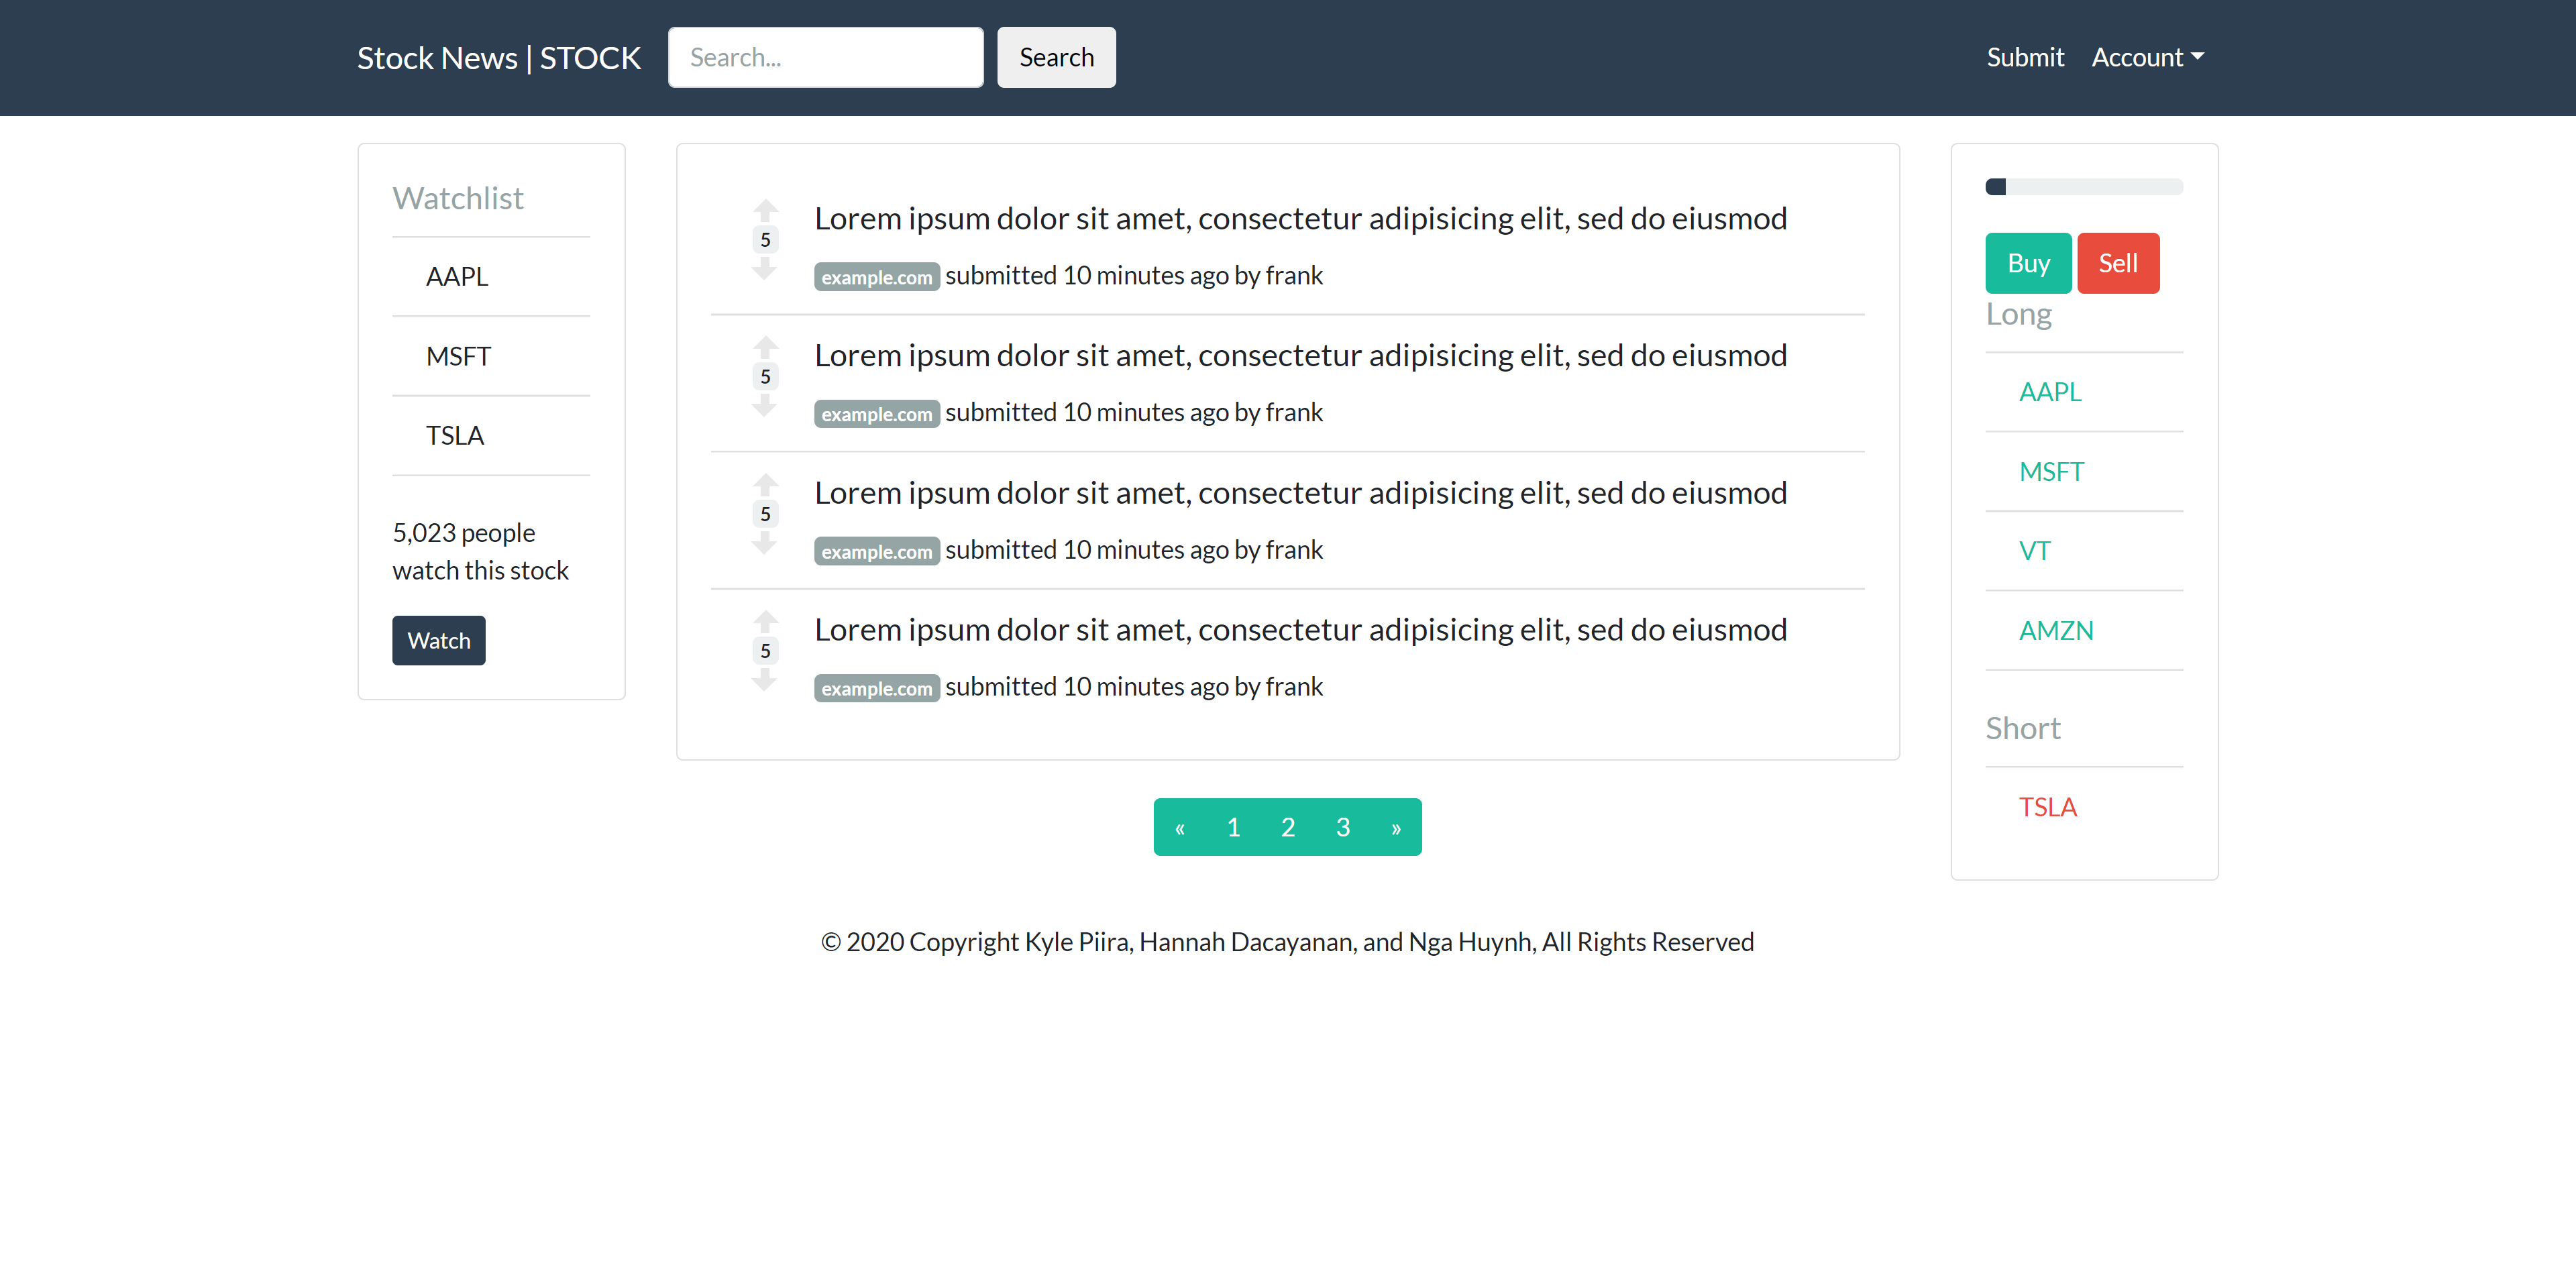 Stock News | STOCK
Search...
Search
Submit
Account
Watchlist
AAPL
MSFT
TSLA
5,023 people
watch this stock
Watch
5
Lorem ipsum dolor sit amet, consectetur adipisicing elit, sed do eiusmod
example.com submitted 10 minutes ago by frank
5
Lorem ipsum dolor sit amet, consectetur adipisicing elit, sed do eiusmod
example.com submitted 10 minutes ago by frank
5
Lorem ipsum dolor sit amet, consectetur adipisicing elit, sed do eiusmod
example.com submitted 10 minutes ago by frank
5
Lorem ipsum dolor sit amet, consectetur adipisicing elit, sed do eiusmod
example.com submitted 10 minutes ago by frank
« 1 2 3 »
Buy
Sell
Long
AAPL
MSFT
VT
AMZN
Short
TSLA
© 2020 Copyright Kyle Piira, Hannah Dacayanan, and Nga Huynh, All Rights Reserved